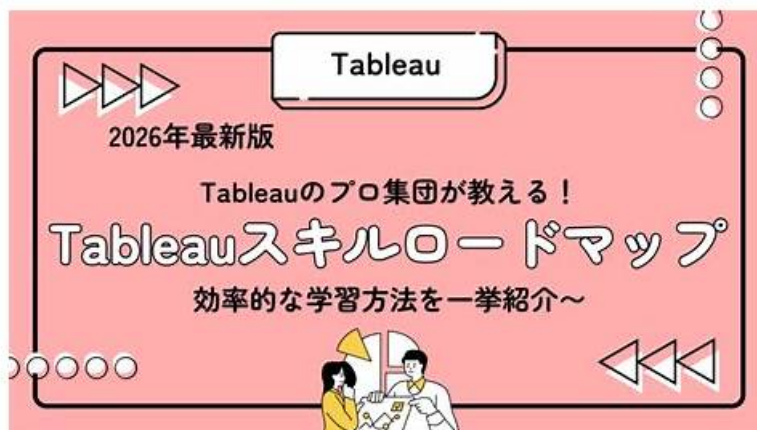 Tableau
2026年最新版
Tableauのプロ集団が教える！
Tableauスキルロードマップ
効率的な学習方法を一挙紹介～